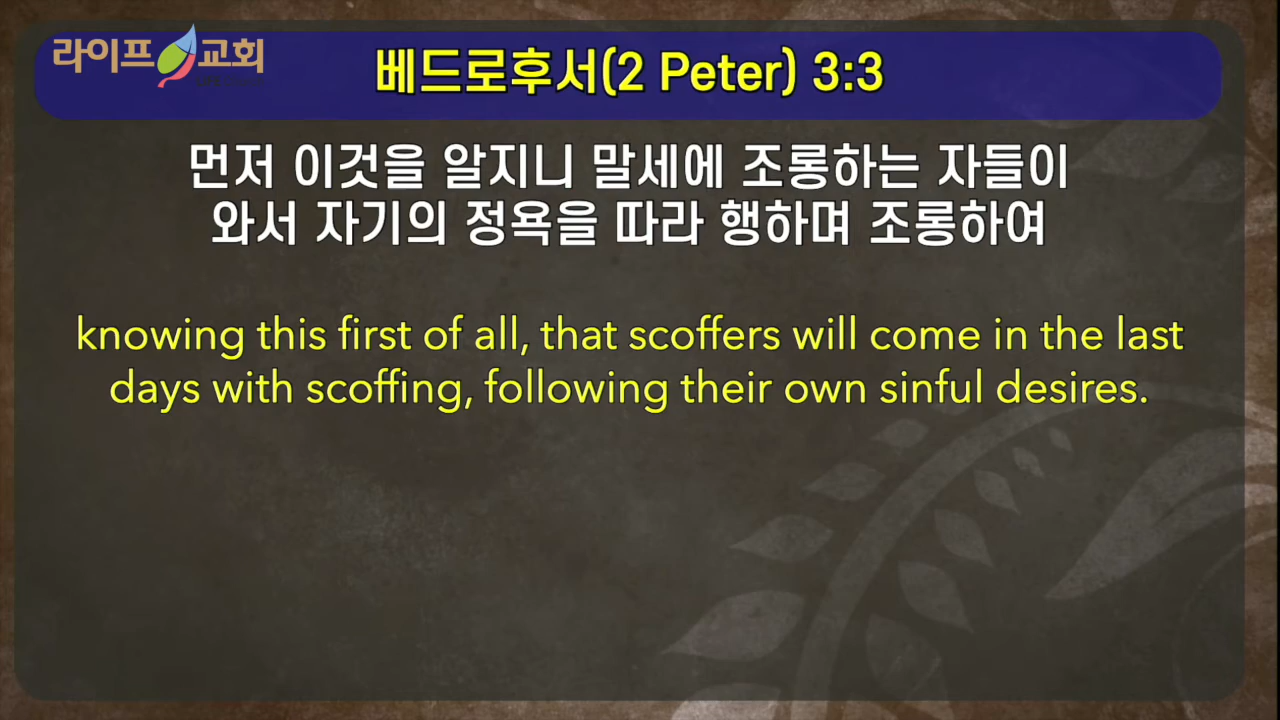 라이프교회
베드로후서(2 Peter) 3:3
먼저 이것을 알지니 말세에 조롱하는 자들이
와서 자기의 정욕을 따라 행하며 조롱하여
knowing this first of all, that scoffers will come in the last
days with scoffing, following their own sinful desires.